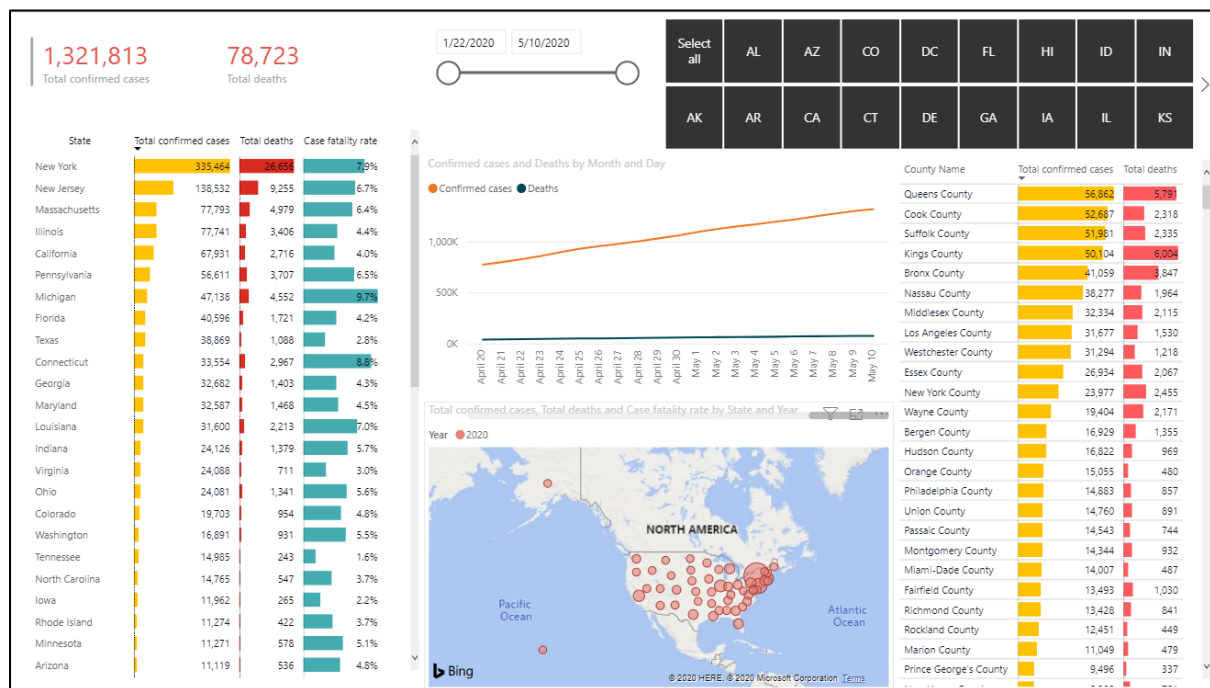 1,321,813 78,723
Total confirmed cases Total deaths
1/22/2020 5/10/2020
Select all AL AZ CO DC FL HI ID IN
AK AR CA CT DE GA IA IL KS
State Total confirmed cases Total deaths Case fatality rate
New York 335,464 26,656 7.9%
New Jersey 138,532 9,255 6.7%
Massachusetts 77,793 4,979 6.4%
Illinois 77,741 3,406 4.4%
California 67,931 2,716 4.0%
Pennsylvania 56,611 3,707 6.5%
Michigan 47,138 4,552 9.7%
Florida 40,596 1,721 4.2%
Texas 38,869 1,088 2.8%
Connecticut 33,554 2,967 8.8%
Georgia 32,682 1,403 4.3%
Maryland 32,587 1,468 4.5%
Louisiana 31,600 2,213 7.0%
Indiana 24,126 1,379 5.7%
Virginia 24,088 711 3.0%
Ohio 24,081 1,341 5.6%
Colorado 19,703 954 4.8%
Washington 16,891 931 5.5%
Tennessee 14,985 243 1.6%
North Carolina 14,765 547 3.7%
Iowa 11,962 265 2.2%
Rhode Island 11,274 422 3.7%
Minnesota 11,271 578 5.1%
Arizona 11,119 536 4.8%
Confirmed cases and Deaths by Month and Day
Confirmed cases Deaths
1,000K
500K
0K
April 20 April 21 April 22 April 23 April 24 April 25 April 26 April 27 April 28 April 29 April 30 May 1 May 2 May 3 May 4 May 5 May 6 May 7 May 8 May 9 May 10
Total confirmed cases, Total deaths and Case fatality rate by State and Year
Year 2020
NORTH AMERICA
Pacific
Ocean
Atlantic
Ocean
Bing
© 2020 HERE, © 2020 Microsoft Corporation Terms
County Name Total confirmed cases Total deaths
Queens County 56,862 5,791
Cook County 52,687 2,318
Suffolk County 51,981 2,335
Kings County 50,104 6,004
Bronx County 41,059 3,847
Nassau County 38,277 1,964
Middlesex County 32,334 2,115
Los Angeles County 31,677 1,530
Westchester County 31,294 1,218
Essex County 26,934 2,067
New York County 23,977 2,455
Wayne County 19,404 2,171
Bergen County 16,929 1,355
Hudson County 16,822 969
Orange County 15,055 480
Philadelphia County 14,883 857
Union County 14,760 891
Passaic County 14,543 744
Montgomery County 14,344 932
Miami-Dade County 14,007 487
Fairfield County 13,493 1,030
Richmond County 13,428 841
Rockland County 12,451 449
Marion County 11,049 479
Prince George's County 9,496 337